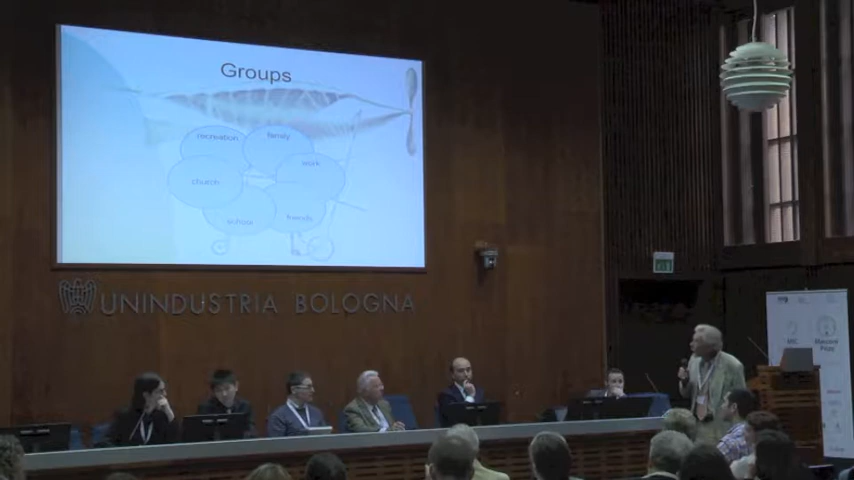 Groups
recreation
family
work
church
school
friends
UNINDUSTRIA BOLOGNA